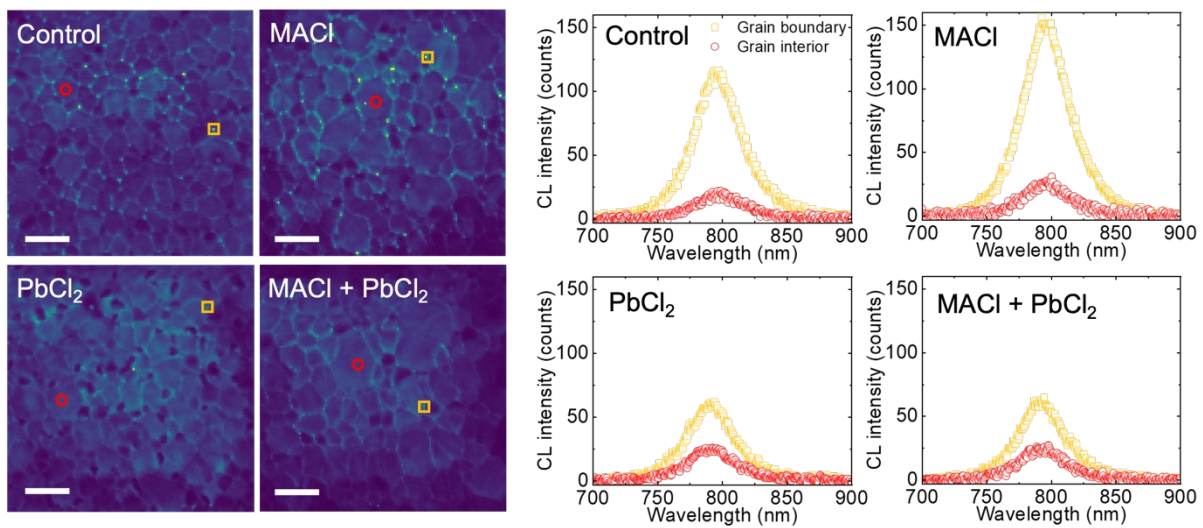 Control
MACl
PbCl₂
MACl + PbCl₂
CL intensity (counts)
150
100
50
0
Control
Grain boundary
Grain interior
700
750
800
850
900
Wavelength (nm)
CL intensity (counts)
150
100
50
0
MACl
700
750
800
850
900
Wavelength (nm)
CL intensity (counts)
150
100
50
0
PbCl₂
700
750
800
850
900
Wavelength (nm)
CL intensity (counts)
150
100
50
0
MACl + PbCl₂
700
750
800
850
900
Wavelength (nm)